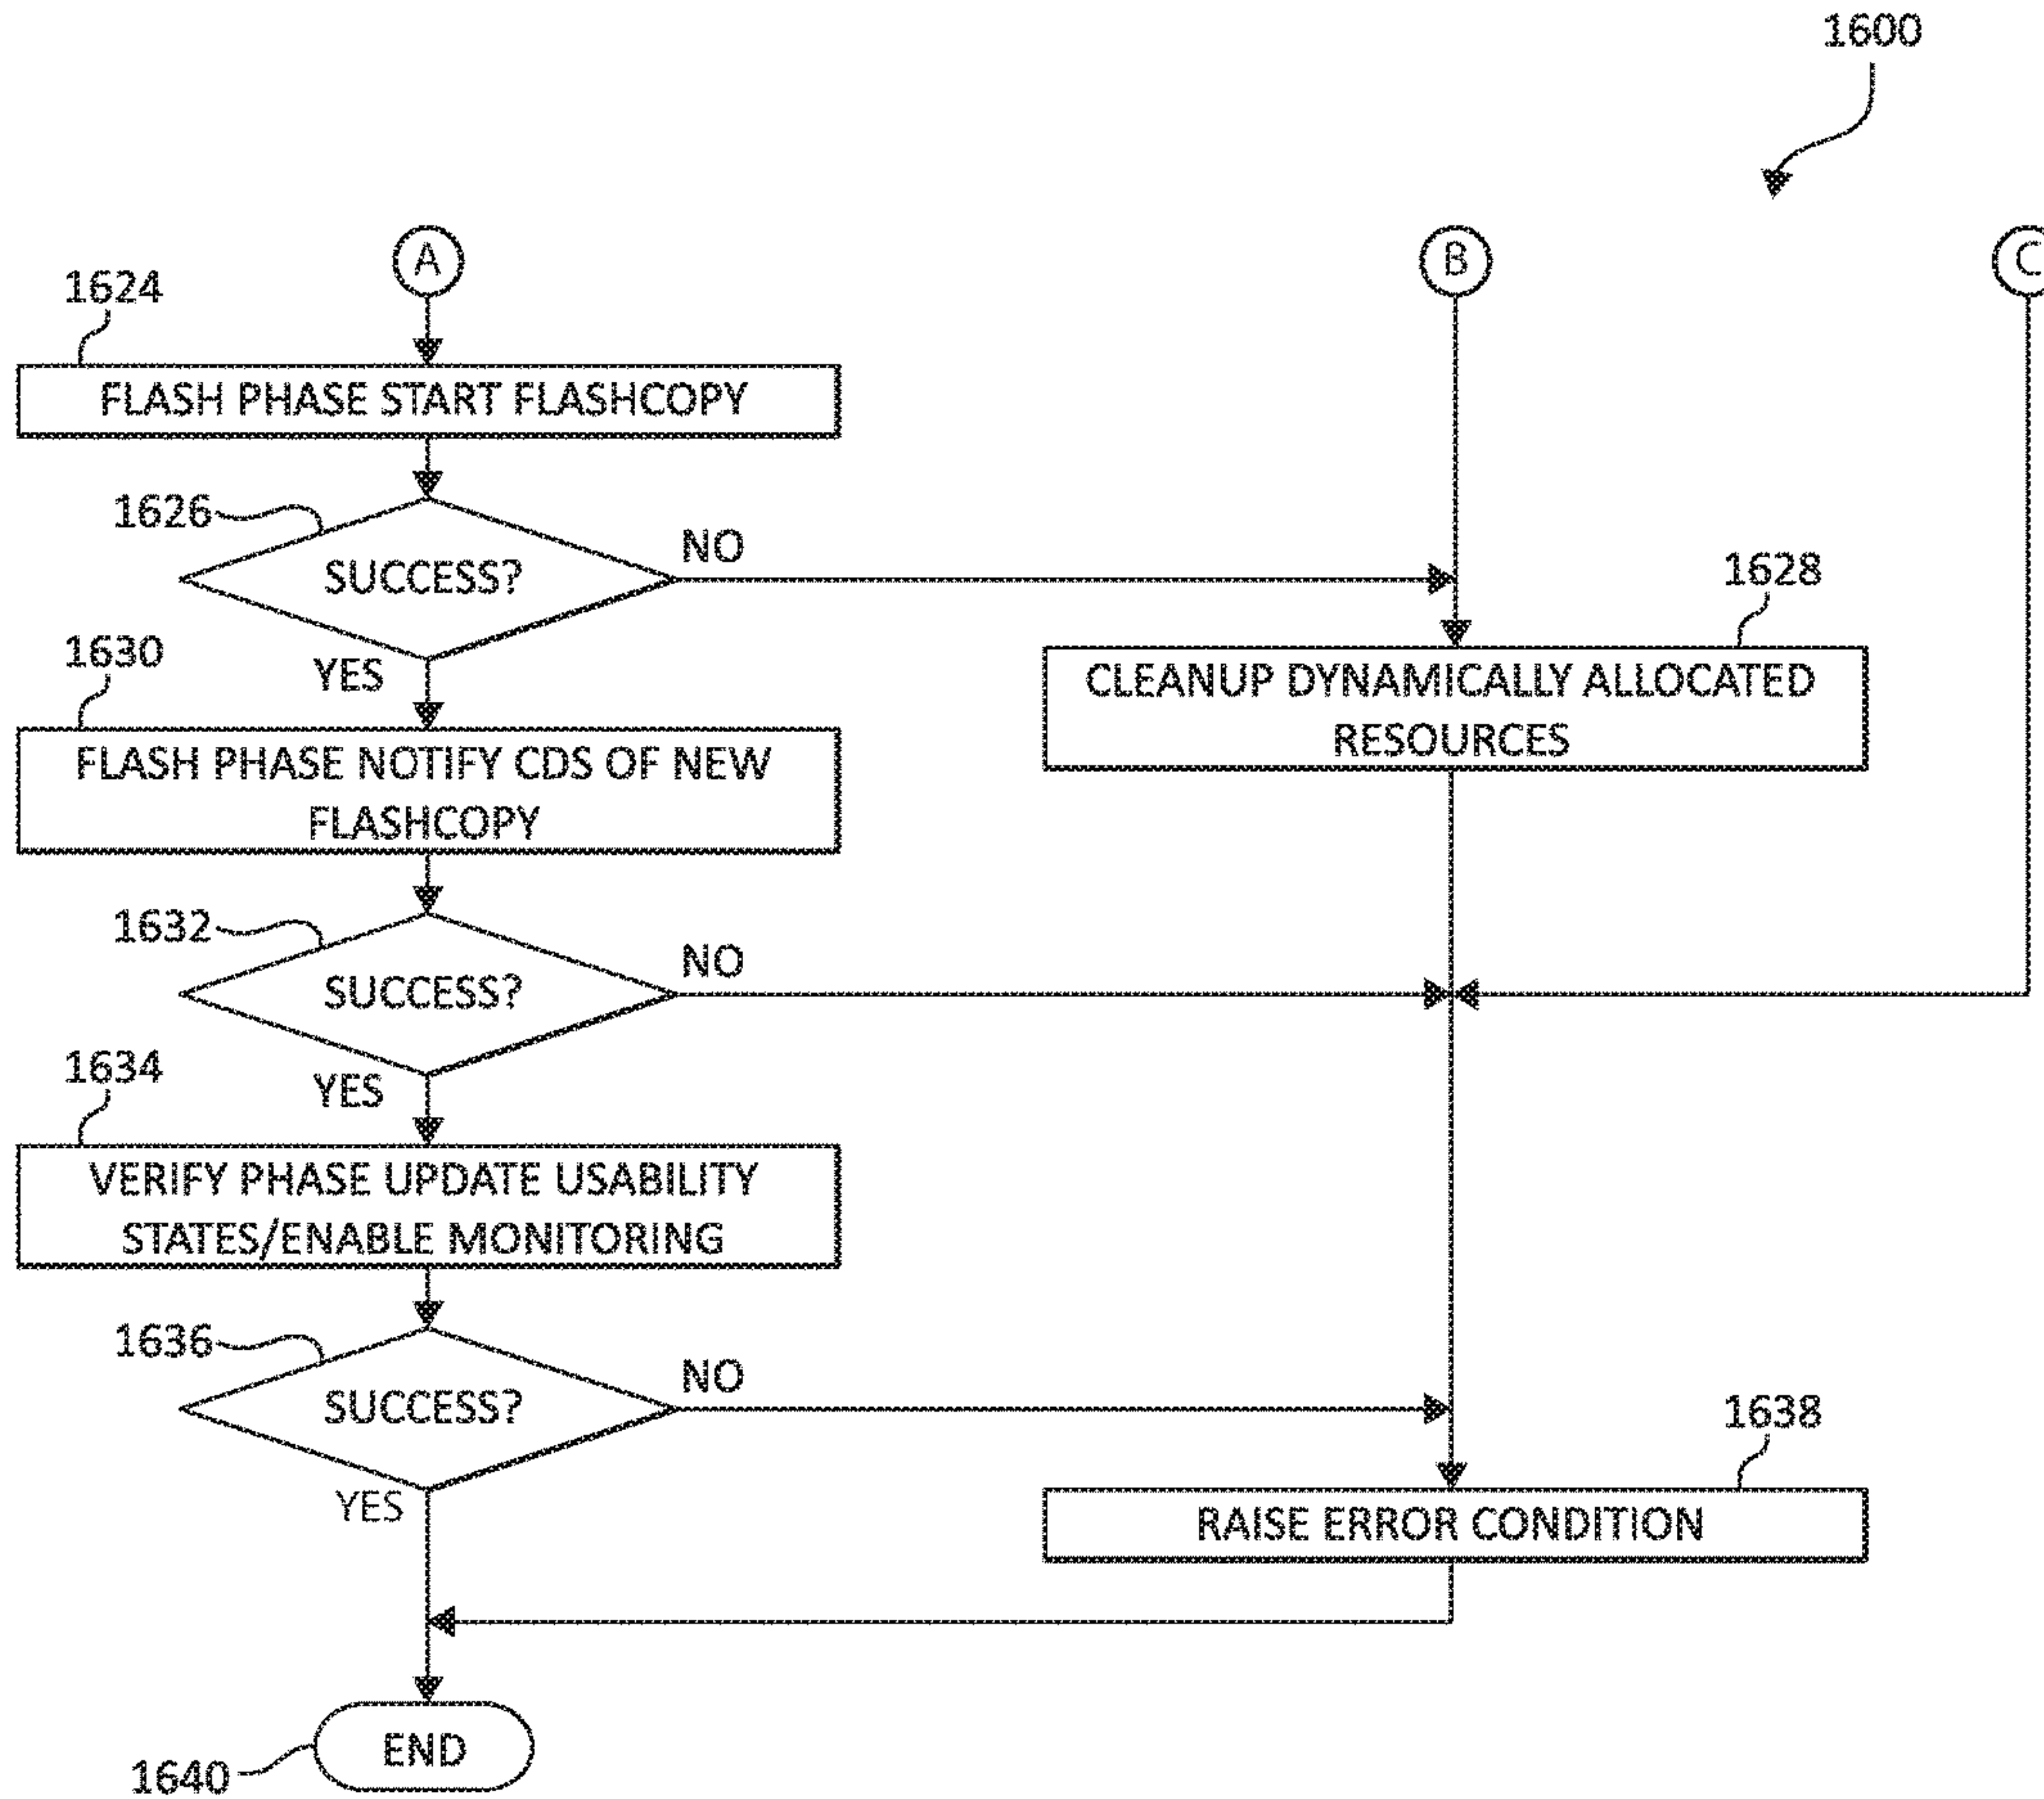 1600
A
B
C
1624
FLASH PHASE START FLASHCOPY
1626
SUCCESS?
NO
YES
1628
CLEANUP DYNAMICALLY ALLOCATED
RESOURCES
1630
FLASH PHASE NOTIFY CDS OF NEW
FLASHCOPY
1632
SUCCESS?
NO
YES
1634
VERIFY PHASE UPDATE USABILITY
STATES/ENABLE MONITORING
1636
SUCCESS?
NO
YES
1638
RAISE ERROR CONDITION
END
1640